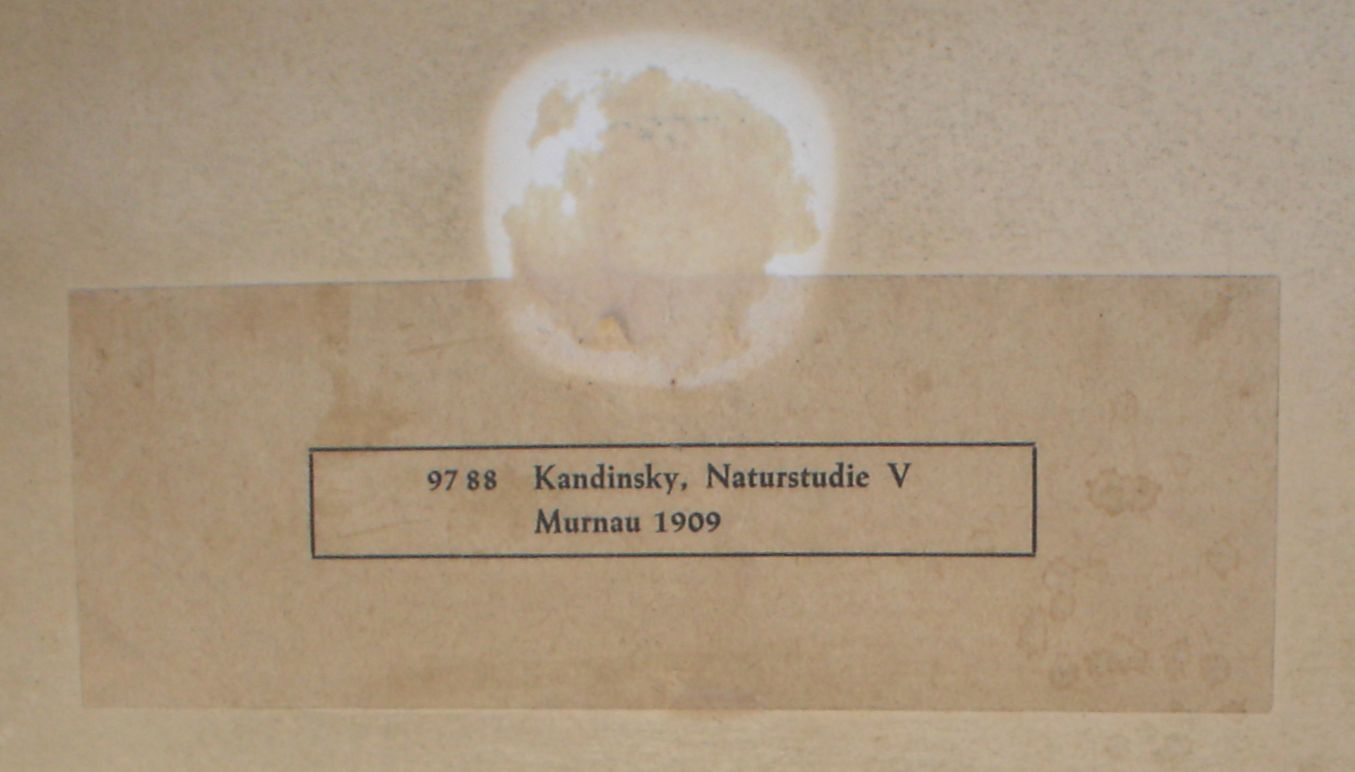 97 88 Kandinsky, Naturstudie V
Murnau 1909